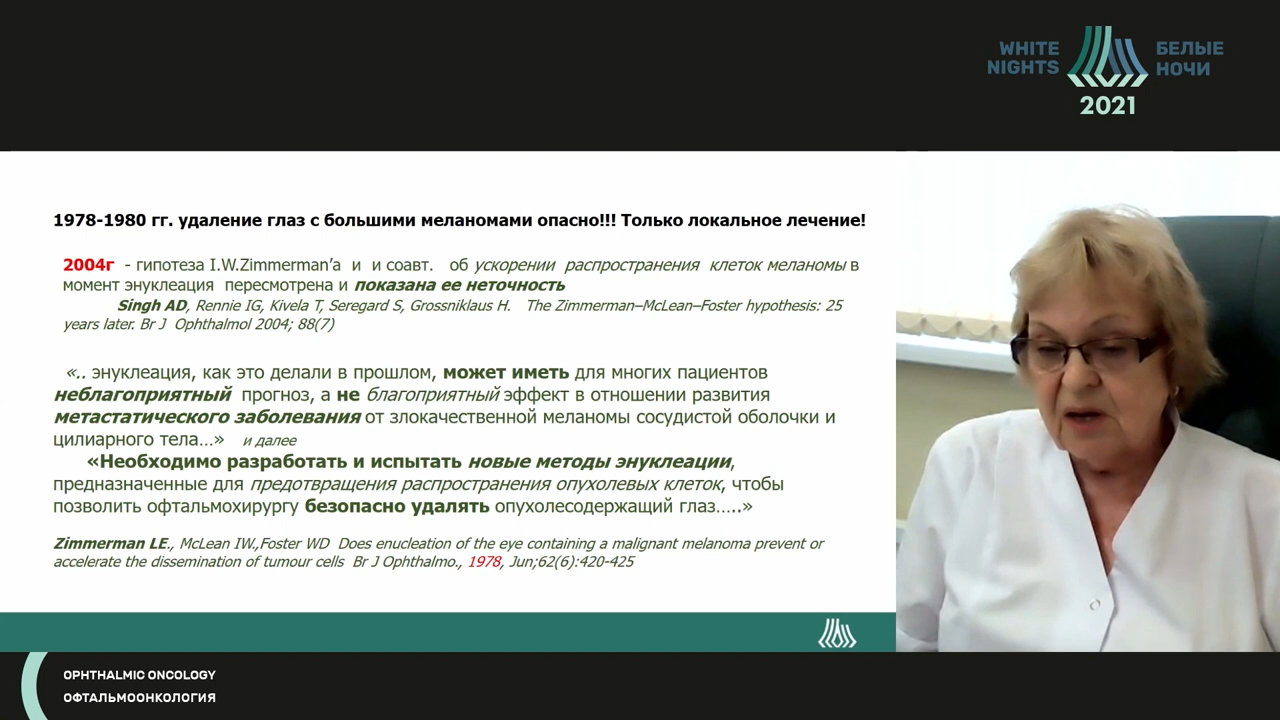 WHITE NIGHTS
БЕЛЫЕ НОЧИ
2021
1978-1980 гг. удаление глаз с большими меланомами опасно!!! Только локальное лечение!
2004г - гипотеза I.W.Zimmerman’a и и соавт. об ускорении распространения клеток меланомы в
момент энуклеация пересмотрена и показана ее неточность
Singh AD, Rennie IG, Kivela T, Seregard S, Grossniklaus H. The Zimmerman–McLean–Foster hypothesis: 25
years later. Br J Ophthalmol 2004; 88(7)
«.. энуклеация, как это делали в прошлом, может иметь для многих пациентов
неблагоприятный прогноз, а не благоприятный эффект в отношении развития
метастатического заболевания от злокачественной меланомы сосудистой оболочки и
цилиарного тела…» и далее
«Необходимо разработать и испытать новые методы энуклеации,
предназначенные для предотвращения распространения опухолевых клеток, чтобы
позволить офтальмохирургу безопасно удалять опухолесодержащий глаз…..»
Zimmerman LE., McLean IW.,Foster WD Does enucleation of the eye containing a malignant melanoma prevent or
accelerate the dissemination of tumour cells Br J Ophthalmo., 1978, Jun;62(6):420-425
OPHTHALMIC ONCOLOGY
ОФТАЛЬМООНКОЛОГИЯ